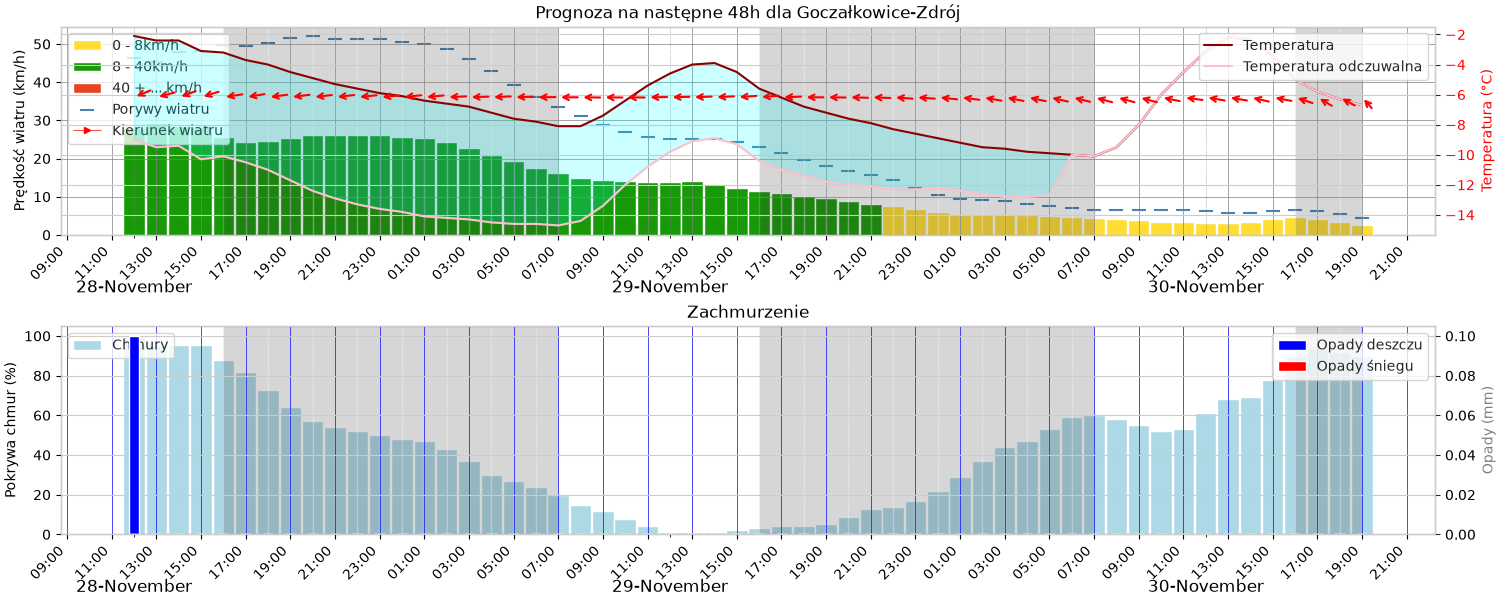 Prognoza na następne 48h dla Goczałkowice-Zdrój
Prędkość wiatru (km/h)
50
40
30
20
10
0
0 - 8km/h
8 - 40km/h
40 + ... km/h
Porywy wiatru
Kierunek wiatru
Temperatura
Temperatura odczuwalna
−2
−4
−6
−8
−10
−12
−14
Temperatura (°C)
09:00 11:00 13:00 15:00 17:00 19:00 21:00 23:00 01:00 03:00 05:00 07:00 09:00 11:00 13:00 15:00 17:00 19:00 21:00 23:00 01:00 03:00 05:00 07:00 09:00 11:00 13:00 15:00 17:00 19:00 21:00
28-November 29-November 30-November
Zachmurzenie
Pokrywa chmur (%)
100
80
60
40
20
0
Chmury
Opady deszczu
Opady śniegu
0.10
0.08
0.06
0.04
0.02
0.00
Opady (mm)
09:00 11:00 13:00 15:00 17:00 19:00 21:00 23:00 01:00 03:00 05:00 07:00 09:00 11:00 13:00 15:00 17:00 19:00 21:00 23:00 01:00 03:00 05:00 07:00 09:00 11:00 13:00 15:00 17:00 19:00 21:00
28-November 29-November 30-November